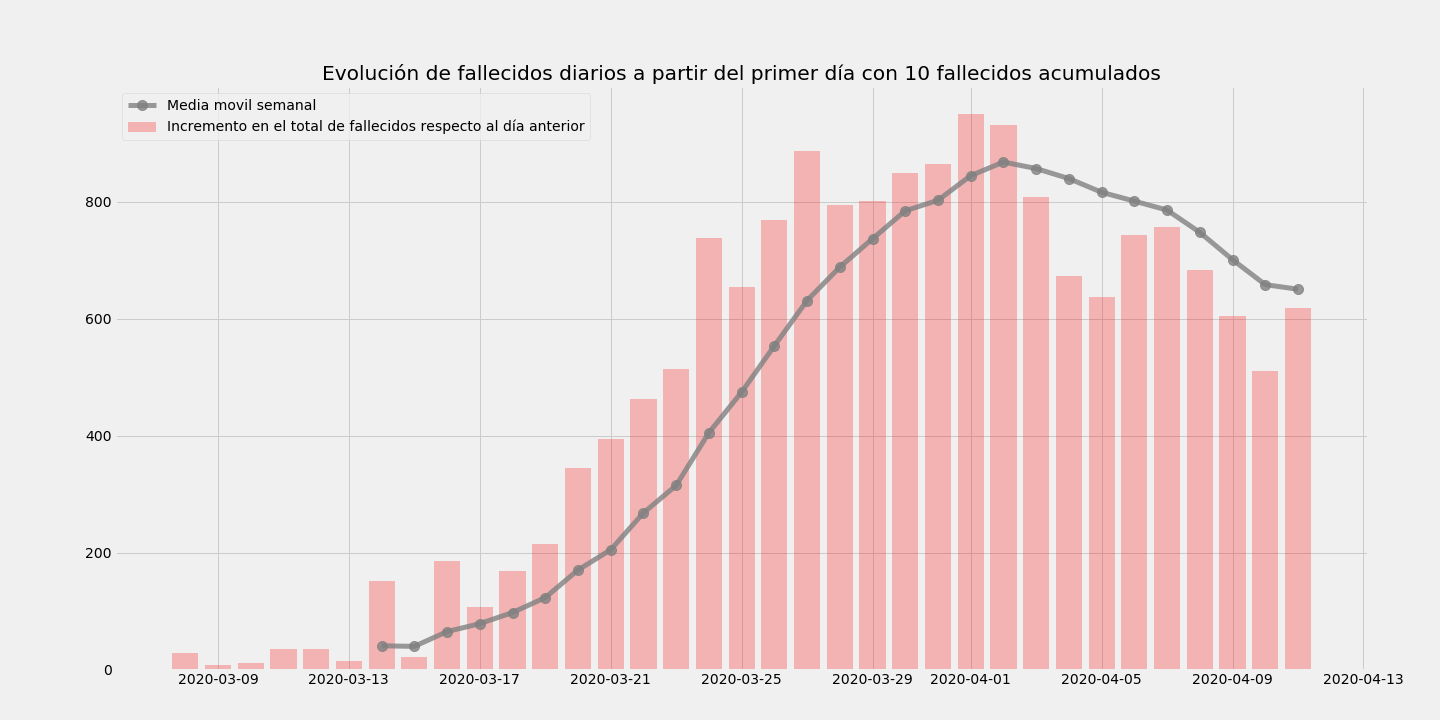 Evolución de fallecidos diarios a partir del primer día con 10 fallecidos acumulados
Media movil semanal
Incremento en el total de fallecidos respecto al día anterior
800
600
400
200
0
2020-03-09 2020-03-13 2020-03-17 2020-03-21 2020-03-25 2020-03-29 2020-04-01 2020-04-05 2020-04-09 2020-04-13